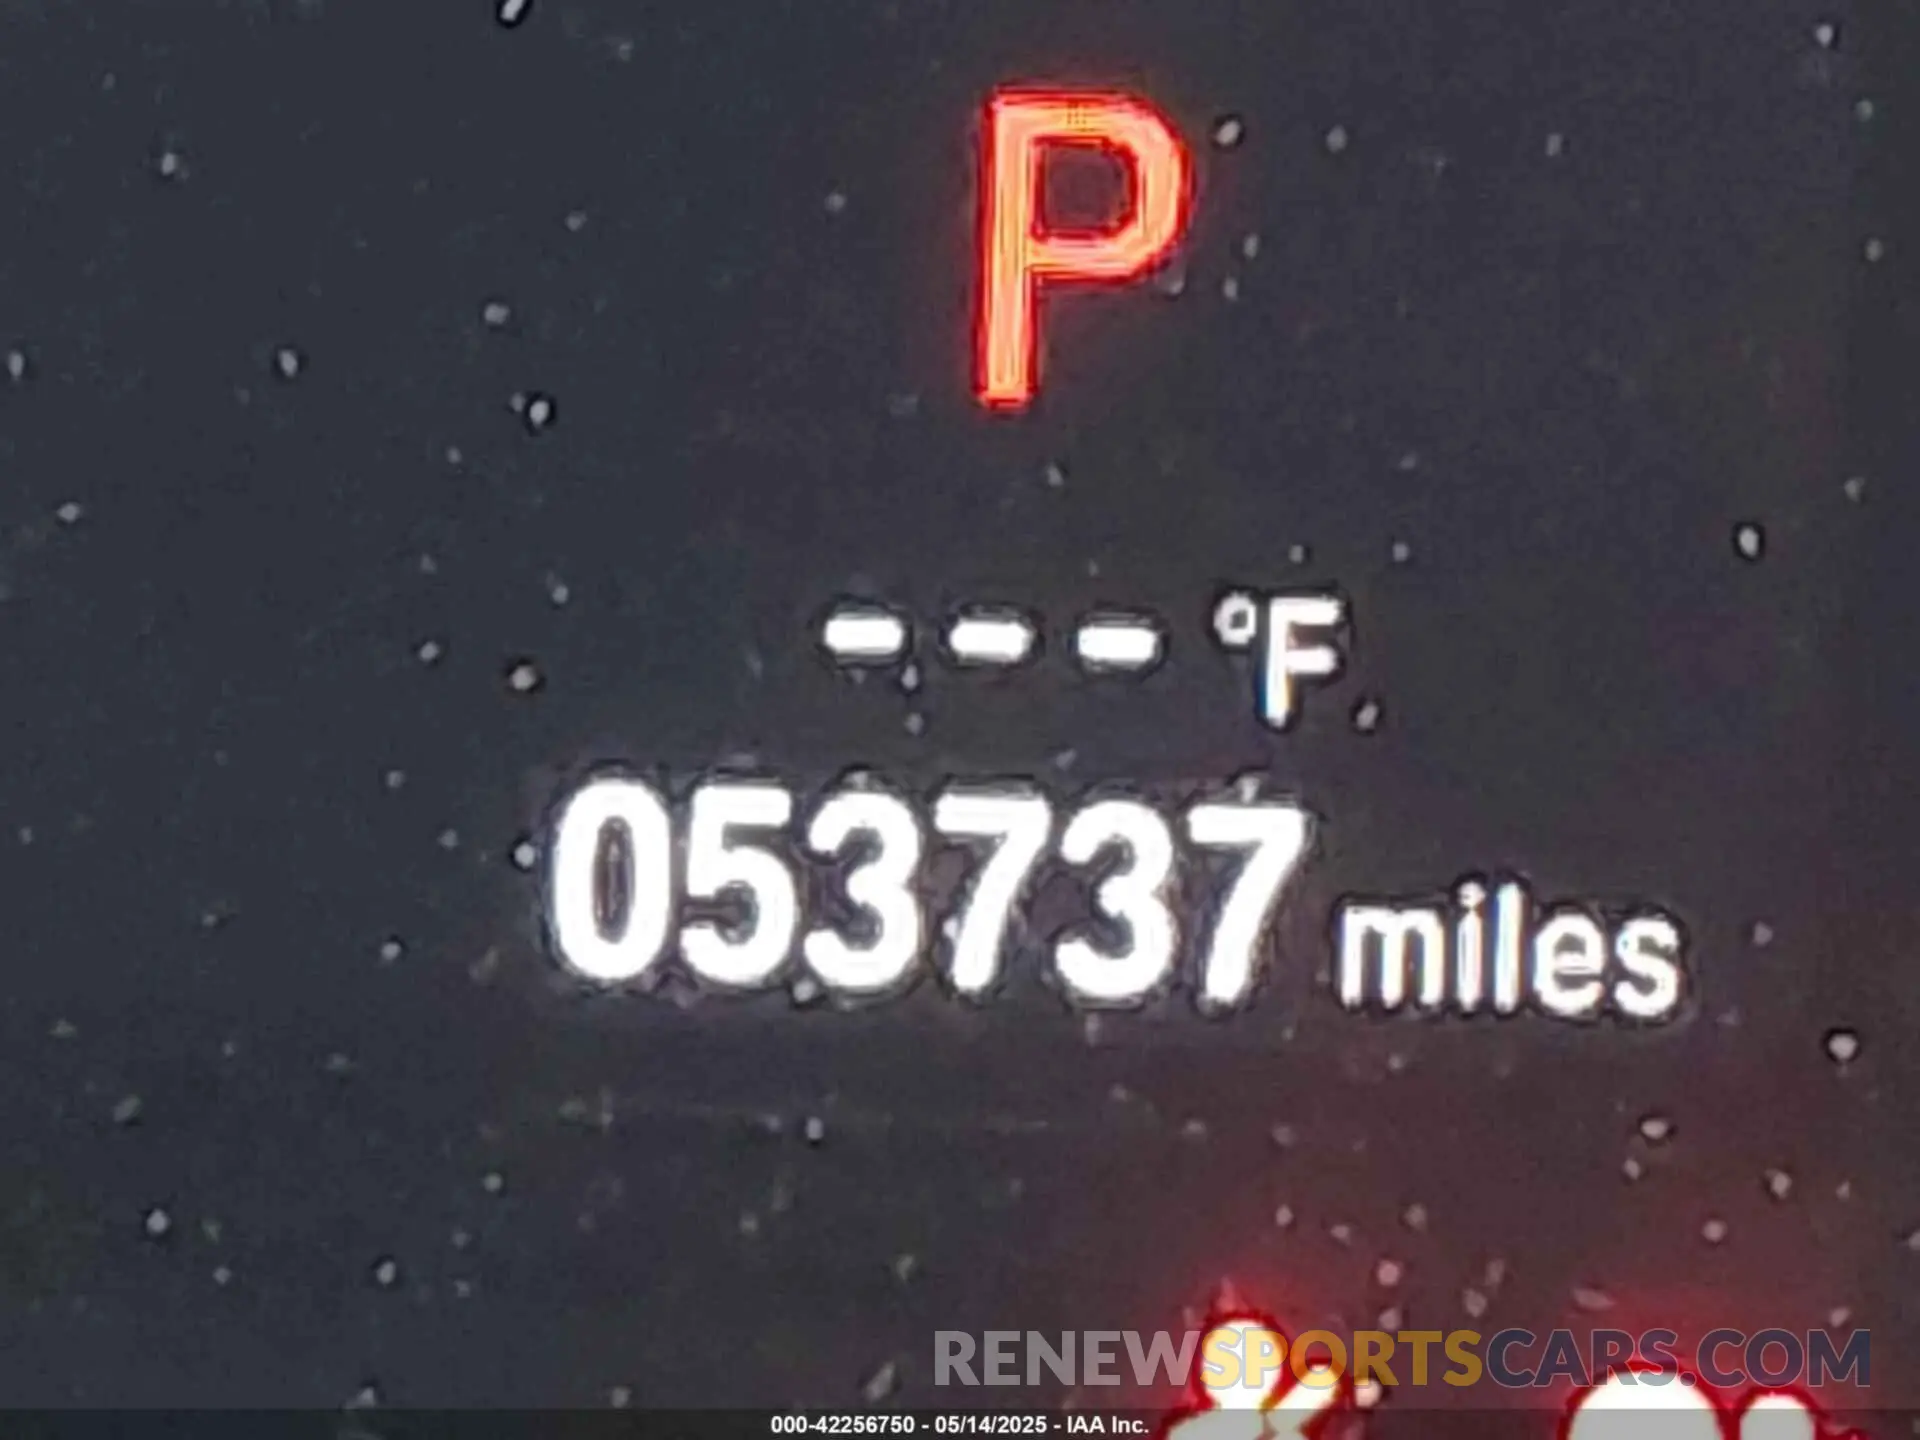 P
--- °F
053737 miles
RENEWSPORTSCARS.COM
000-42256750 - 05/14/2025 - IAA Inc.